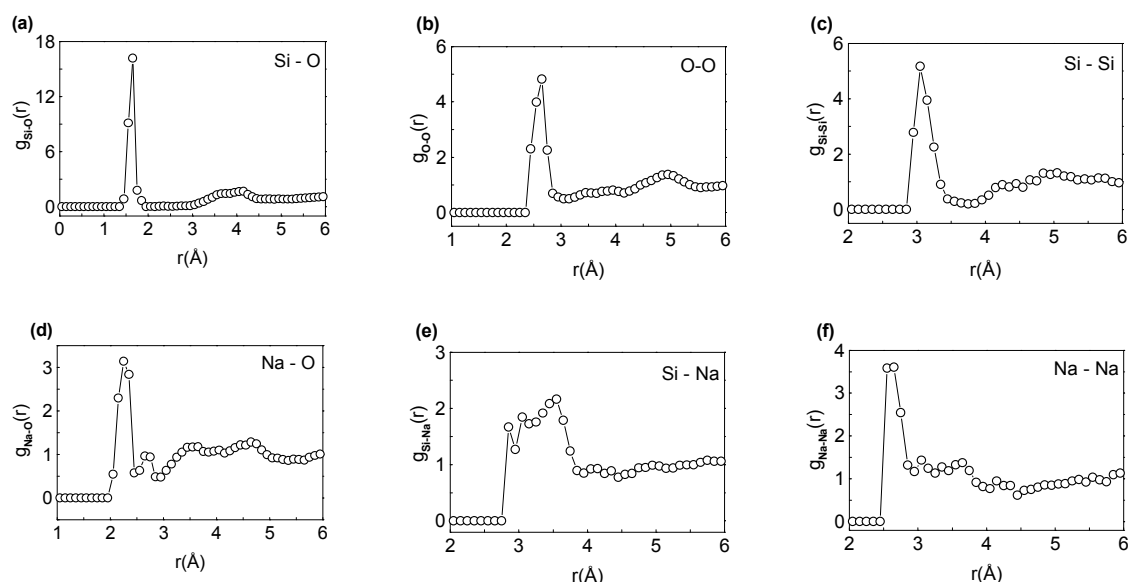 (a)
Si - O
18
12
6
0
g_Si-O(r)
0 1 2 3 4 5 6
r(Å)
(b)
O-O
6
4
2
0
g_O-O(r)
1 2 3 4 5 6
r(Å)
(c)
Si - Si
6
4
2
0
g_Si-Si(r)
2 3 4 5 6
r(Å)
(d)
Na - O
3
2
1
0
g_Na-O(r)
1 2 3 4 5 6
r(Å)
(e)
Si - Na
3
2
1
0
g_Si-Na(r)
2 3 4 5 6
r(Å)
(f)
Na - Na
4
3
2
1
0
g_Na-Na(r)
2 3 4 5 6
r(Å)